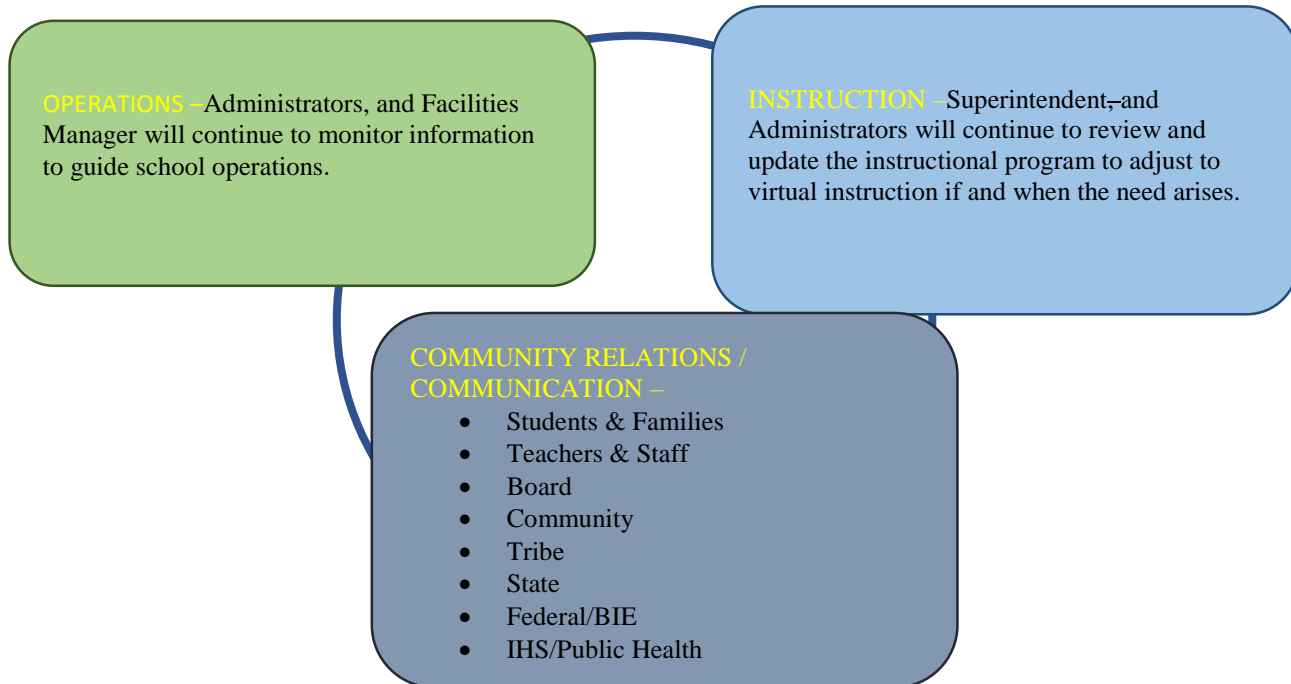 OPERATIONS –Administrators, and Facilities
Manager will continue to monitor information
to guide school operations.
INSTRUCTION –Superintendent, and
Administrators will continue to review and
update the instructional program to adjust to
virtual instruction if and when the need arises.
COMMUNITY RELATIONS /
COMMUNICATION –
• Students & Families
• Teachers & Staff
• Board
• Community
• Tribe
• State
• Federal/BIE
• IHS/Public Health